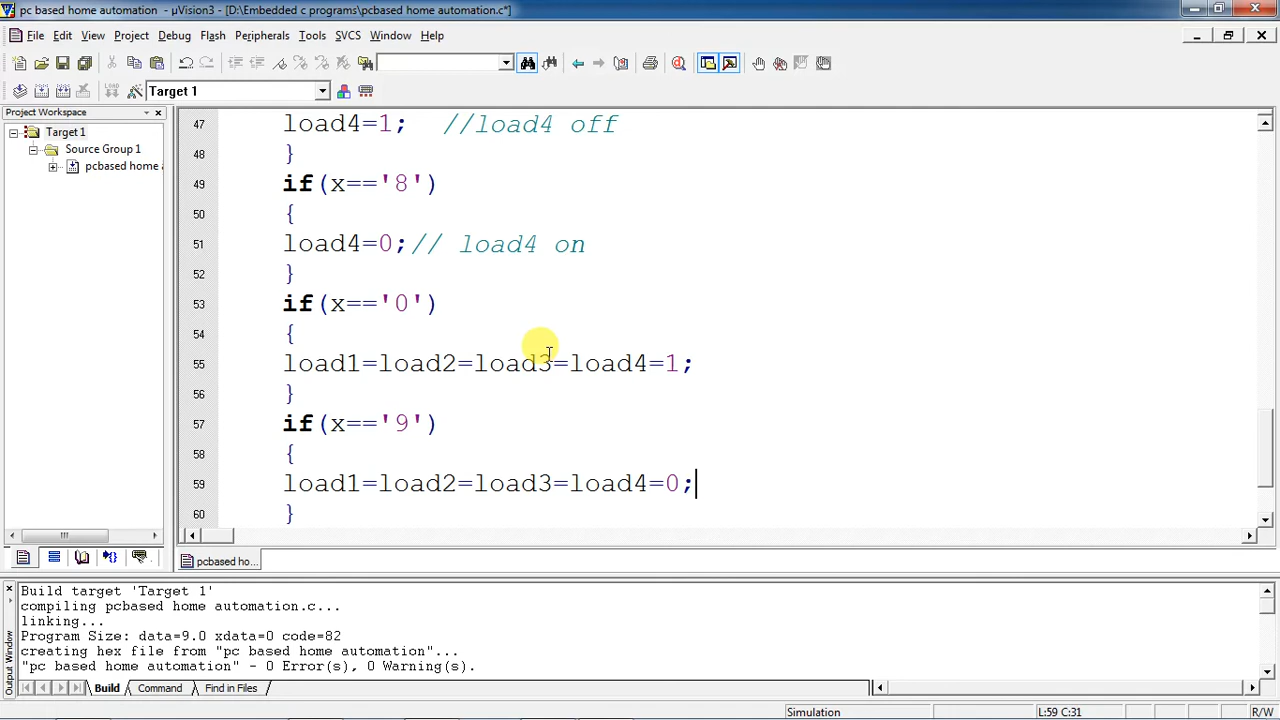 pc based home automation - µVision3 - [D:\Embedded c programs\pcbased home automation.c*]
File Edit View Project Debug Flash Peripherals Tools SVCS Window Help
Target 1
Project Workspace
Target 1
Source Group 1
pcbased home a
47 load4=1; //load4 off
48 }
49 if(x=='8')
50 {
51 load4=0;// load4 on
52 }
53 if(x=='0')
54 {
55 load1=load2=load3=load4=1;
56 }
57 if(x=='9')
58 {
59 load1=load2=load3=load4=0;
60 }
pcbased ho...
Build target 'Target 1'
compiling pcbased home automation.c...
linking...
Program Size: data=9.0 xdata=0 code=82
creating hex file from "pc based home automation"...
"pc based home automation" - 0 Error(s), 0 Warning(s).
Output Window
Build Command Find in Files
Simulation L:59 C:31 R/W